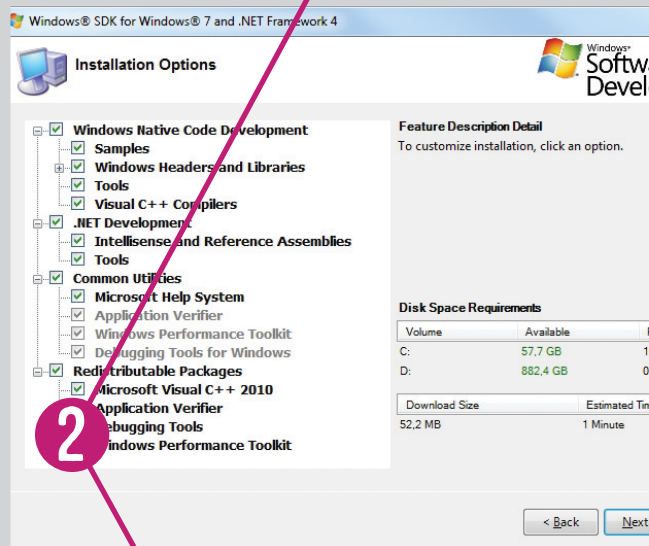 Windows® SDK for Windows® 7 and .NET Framework 4
Installation Options
Windows®
Softwa
Devel
Windows Native Code Development
Samples
Windows Headers and Libraries
Tools
Visual C++ Compilers
.NET Development
Intellisense and Reference Assemblies
Tools
Common Utilities
Microsoft Help System
Application Verifier
Windows Performance Toolkit
Debugging Tools for Windows
Redistributable Packages
Microsoft Visual C++ 2010
Application Verifier
Debugging Tools
Windows Performance Toolkit
2
Feature Description Detail
To customize installation, click an option.
Disk Space Requirements
Volume Available
C: 57,7 GB 1
D: 882,4 GB 0
Download Size Estimated Tim
52,2 MB 1 Minute
< Back Next